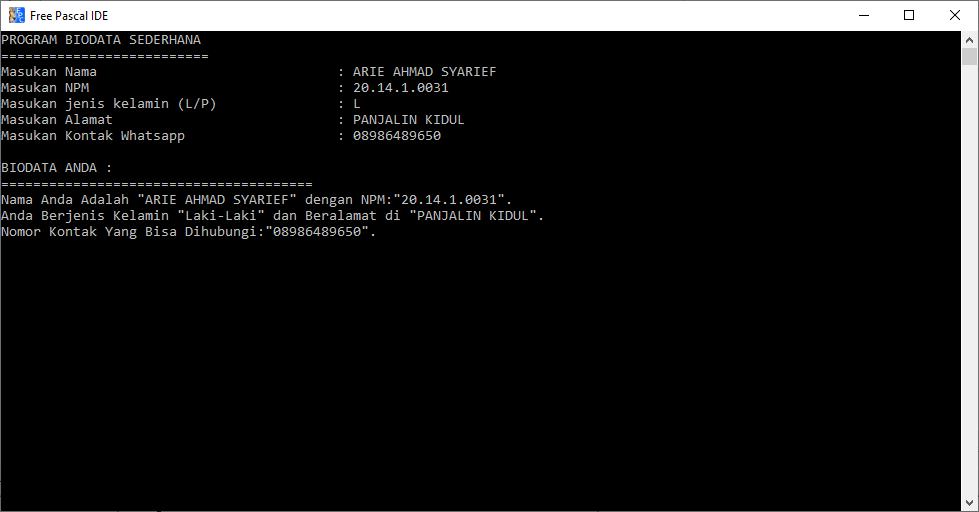 Free Pascal IDE
PROGRAM BIODATA SEDERHANA
==========================
Masukan Nama : ARIE AHMAD SYARIEF
Masukan NPM : 20.14.1.0031
Masukan jenis kelamin (L/P) : L
Masukan Alamat : PANJALIN KIDUL
Masukan Kontak Whatsapp : 08986489650
BIODATA ANDA :
=======================================
Nama Anda Adalah "ARIE AHMAD SYARIEF" dengan NPM:"20.14.1.0031".
Anda Berjenis Kelamin "Laki-Laki" dan Beralamat di "PANJALIN KIDUL".
Nomor Kontak Yang Bisa Dihubungi:"08986489650".